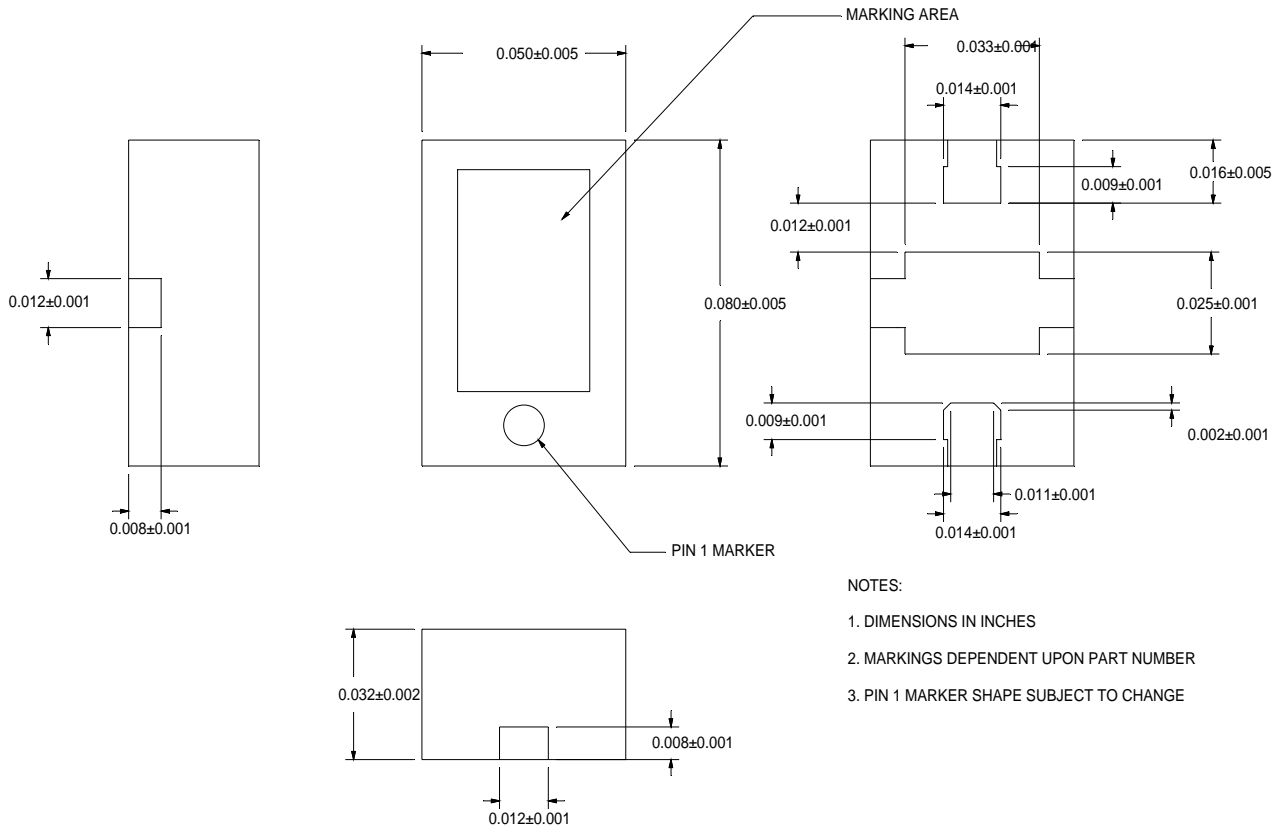 MARKING AREA
0.050±0.005
0.033±0.001
0.014±0.001
0.009±0.001
0.016±0.005
0.012±0.001
0.012±0.001
0.080±0.005
0.025±0.001
0.009±0.001
0.002±0.001
0.011±0.001
0.008±0.001
0.014±0.001
PIN 1 MARKER
NOTES:
1. DIMENSIONS IN INCHES
2. MARKINGS DEPENDENT UPON PART NUMBER
3. PIN 1 MARKER SHAPE SUBJECT TO CHANGE
0.032±0.002
0.008±0.001
0.012±0.001